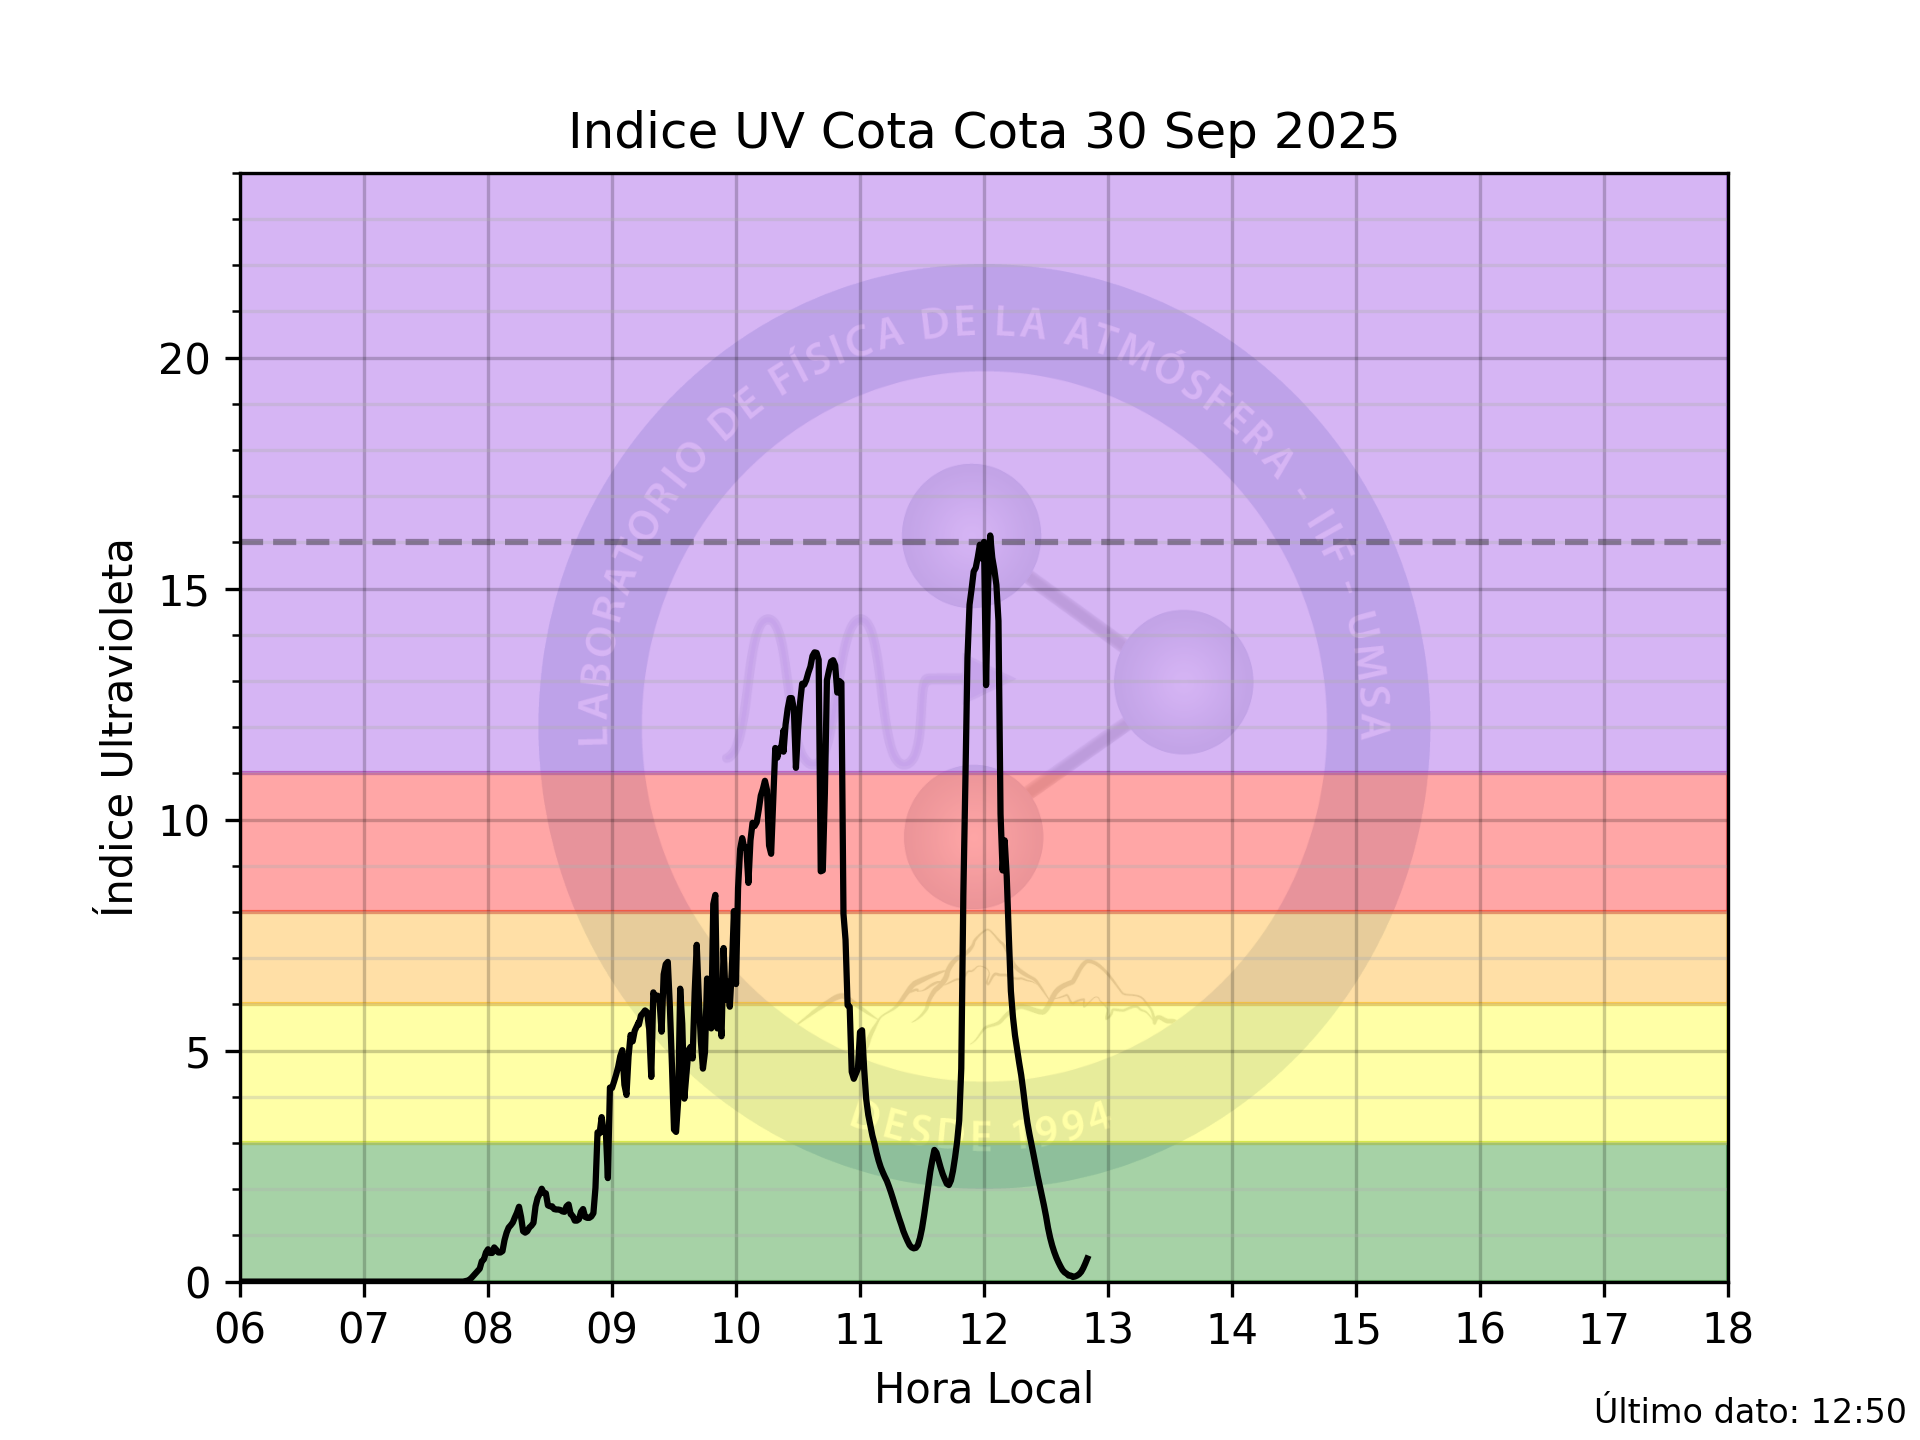 Indice UV Cota Cota 30 Sep 2025
Índice Ultravioleta
20
15
10
5
0
LABORATORIO DE FÍSICA DE LA ATMÓSFERA - IIF - UMSA
DESDE 1994
06 07 08 09 10 11 12 13 14 15 16 17 18
Hora Local
Último dato: 12:50